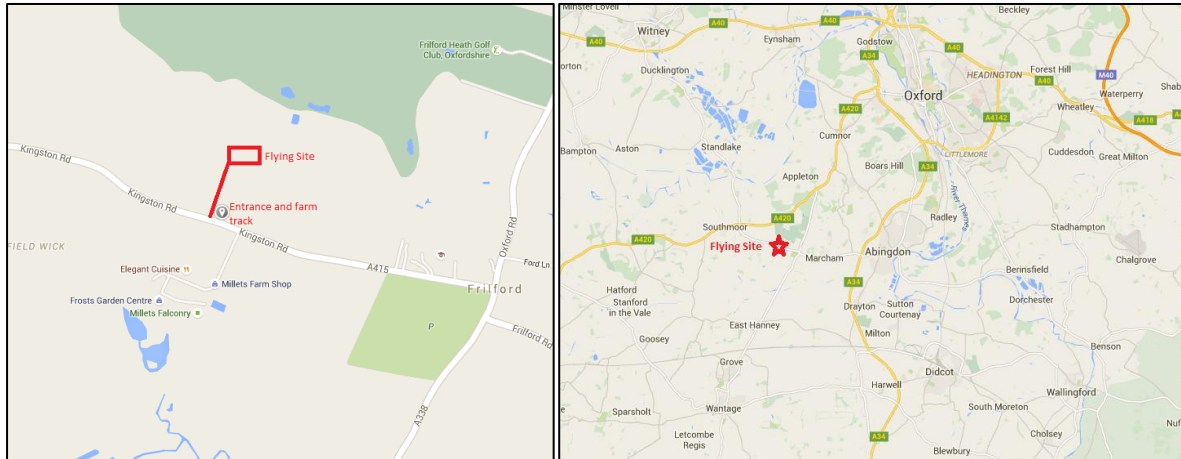 Frilford Heath Golf
Club, Oxfordshire
Kingston Rd
Flying Site
Kingston Rd
Entrance and farm
track
Kingston Rd
FIELD WICK
A415
Oxford Rd
Ford Ln
Elegant Cuisine
Millets Farm Shop
Frilford
Frosts Garden Centre
Millets Falconry
P
Frilford Rd
A338
Minster Lovell
A40
Witney
A40
Eynsham
Godstow
A40
Beckley
A34
A40
Forest Hill
M40
Ducklington
HEADINGTON
Waterperry
Oxford
Wheatley
A420
A4142
A418
Cumnor
Standlake
Bampton
Aston
LITTLEMORE
Cuddesdon
Great Milton
Boars Hill
A34
Appleton
River Thames
A420
Southmoor
Radley
Stadhampton
A420
Flying Site
Marcham
Abingdon
Chalgrove
Berinsfield
A34
Hatford
Stanford
in the Vale
Drayton
Sutton
Courtenay
Dorchester
East Hanney
Milton
Goosey
Benson
Grove
Didcot
Harwell
Wallingford
Sparsholt
Wantage
South Moreton
Letcombe
Regis
A34
Cholsey
Blewbury